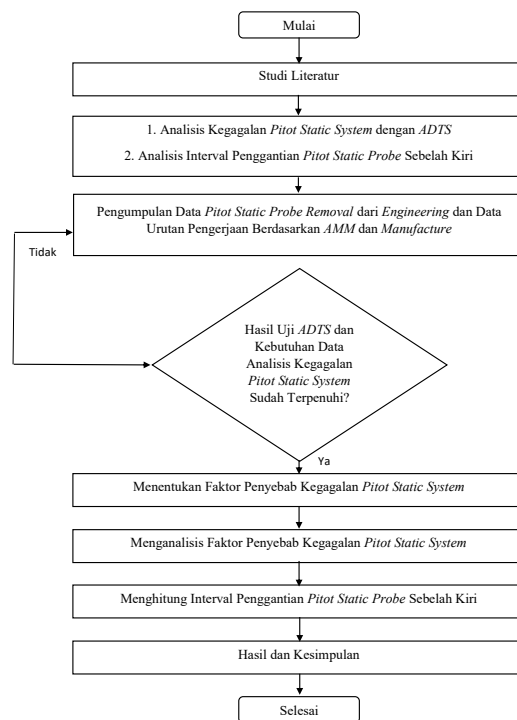 Mulai
Studi Literatur
1. Analisis Kegagalan Pitot Static System dengan ADTS
2. Analisis Interval Penggantian Pitot Static Probe Sebelah Kiri
Pengumpulan Data Pitot Static Probe Removal dari Engineering dan Data
Urutan Pengerjaan Berdasarkan AMM dan Manufacture
Tidak
Hasil Uji ADTS dan
Kebutuhan Data
Analisis Kegagalan
Pitot Static System
Sudah Terpenuhi?
Ya
Menentukan Faktor Penyebab Kegagalan Pitot Static System
Menganalisis Faktor Penyebab Kegagalan Pitot Static System
Menghitung Interval Penggantian Pitot Static Probe Sebelah Kiri
Hasil dan Kesimpulan
Selesai